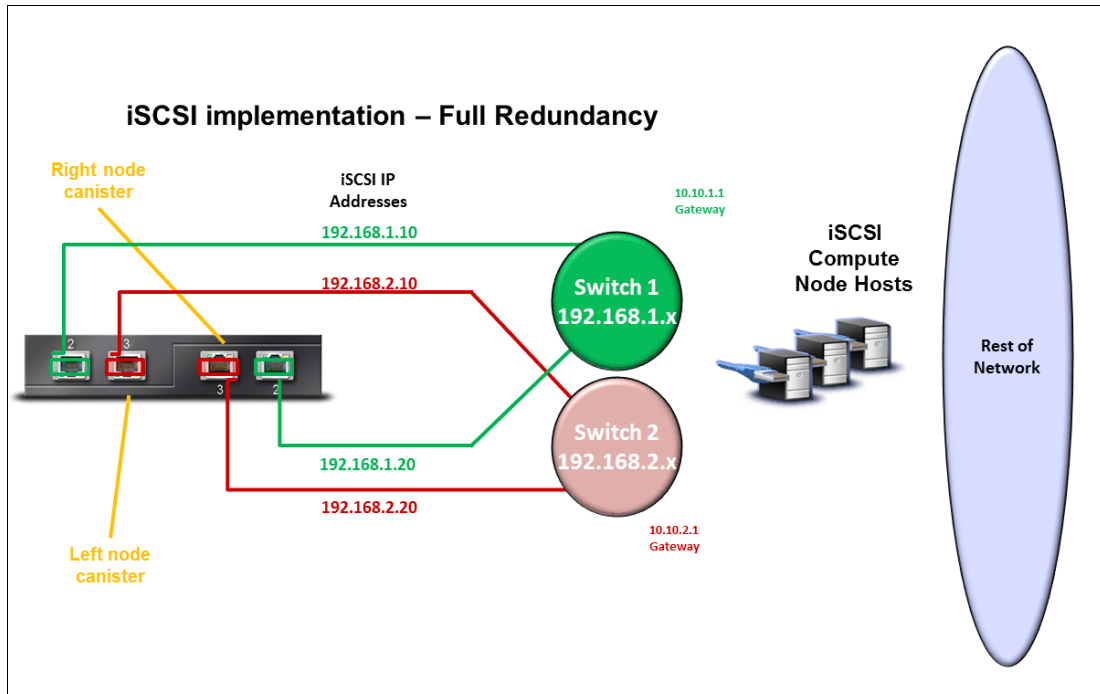 iSCSI implementation – Full Redundancy
Right node
canister
iSCSI IP
Addresses
10.10.1.1
Gateway
192.168.1.10
192.168.2.10
Switch 1
192.168.1.x
iSCSI
Compute
Node Hosts
2
3
3
2
Rest of
Network
Switch 2
192.168.2.x
192.168.1.20
192.168.2.20
10.10.2.1
Gateway
Left node
canister